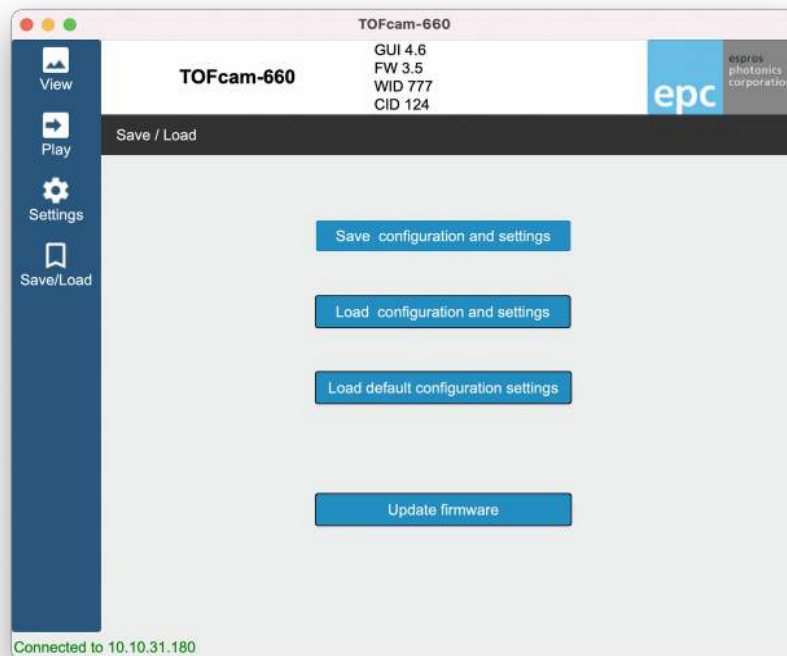 TOFcam-660
View
Play
Settings
Save/Load
TOFcam-660
GUI 4.6
FW 3.5
WID 777
CID 124
epc
espros
photonics
corporation
Save / Load
Save configuration and settings
Load configuration and settings
Load default configuration settings
Update firmware
Connected to 10.10.31.180